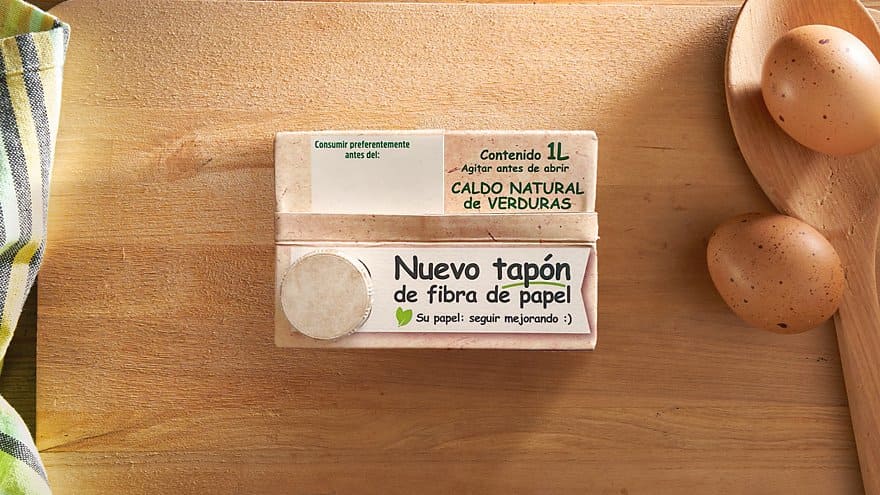 Consumir preferentemente
antes del:
Contenido 1L
Agitar antes de abrir
CALDO NATURAL
de VERDURAS
Nuevo tapón
de fibra de papel
Su papel: seguir mejorando :)